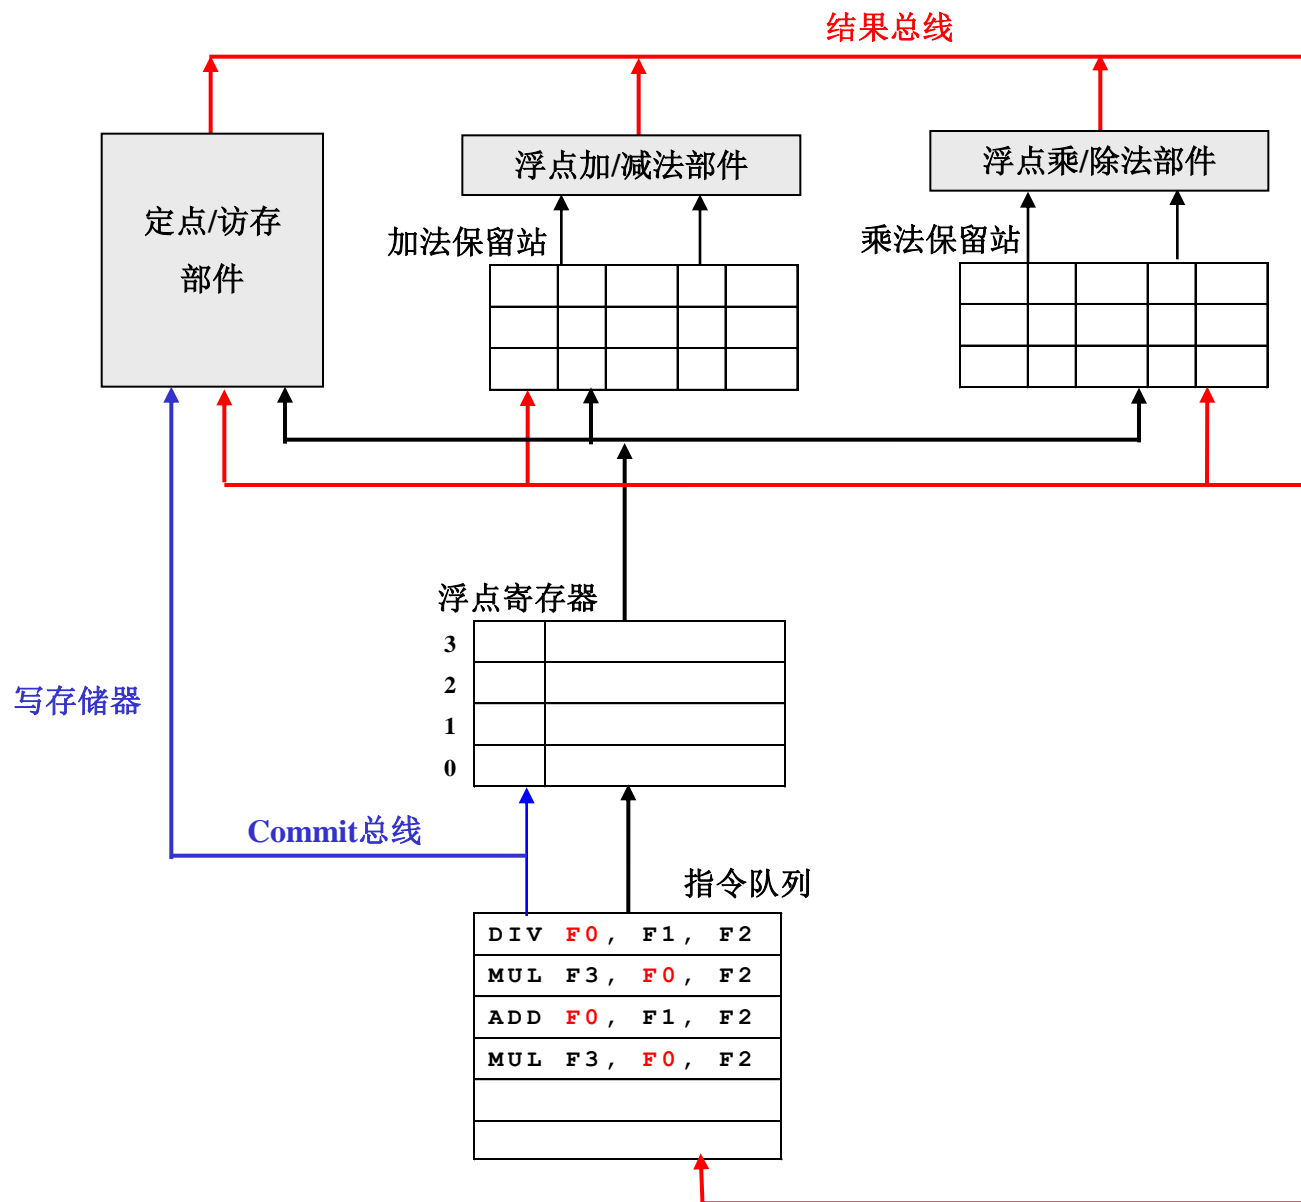 结果总线
定点/访存
部件
浮点加/减法部件
浮点乘/除法部件
加法保留站
乘法保留站
浮点寄存器
3
2
1
0
写存储器
Commit总线
指令队列
DIV F0, F1, F2
MUL F3, F0, F2
ADD F0, F1, F2
MUL F3, F0, F2